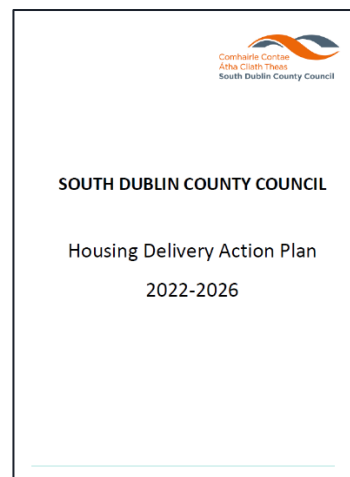 Comhairle Contae
Átha Cliath Theas
South Dublin County Council
SOUTH DUBLIN COUNTY COUNCIL
Housing Delivery Action Plan
2022-2026